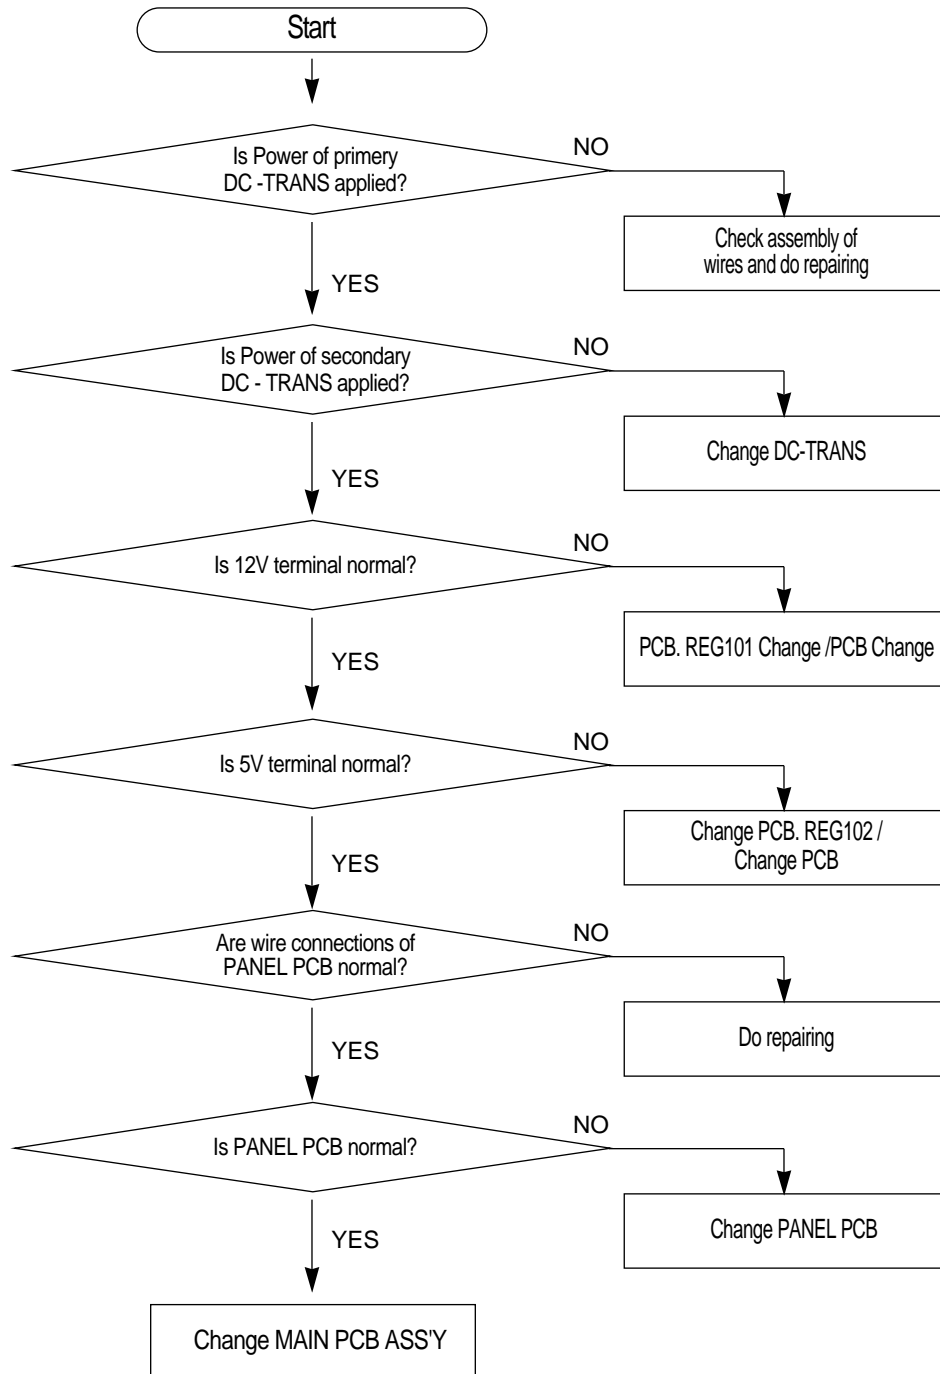 Start
Is Power of primery
DC -TRANS applied?
NO
Check assembly of
wires and do repairing
YES
Is Power of secondary
DC - TRANS applied?
NO
Change DC-TRANS
YES
Is 12V terminal normal?
NO
PCB. REG101 Change /PCB Change
YES
Is 5V terminal normal?
NO
Change PCB. REG102 /
Change PCB
YES
Are wire connections of
PANEL PCB normal?
NO
Do repairing
YES
Is PANEL PCB normal?
NO
Change PANEL PCB
YES
Change MAIN PCB ASS'Y